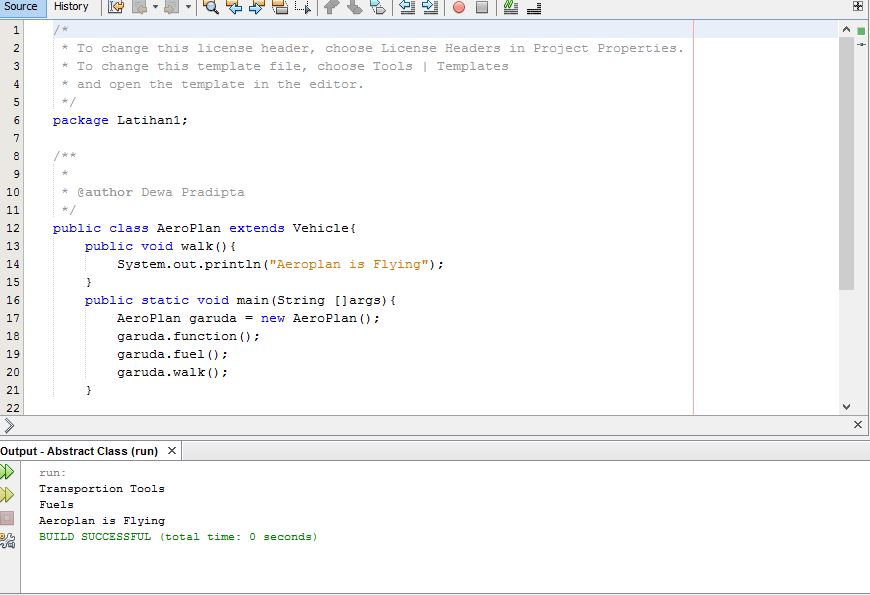 Source History
1 /*
2 * To change this license header, choose License Headers in Project Properties.
3 * To change this template file, choose Tools | Templates
4 * and open the template in the editor.
5 */
6 package Latihan1;
7
8 /**
9 *
10 * @author Dewa Pradipta
11 */
12 public class AeroPlan extends Vehicle{
13 public void walk(){
14 System.out.println("Aeroplan is Flying");
15 }
16 public static void main(String []args){
17 AeroPlan garuda = new AeroPlan();
18 garuda.function();
19 garuda.fuel();
20 garuda.walk();
21 }
22
Output - Abstract Class (run)
run:
Transportion Tools
Fuels
Aeroplan is Flying
BUILD SUCCESSFUL (total time: 0 seconds)